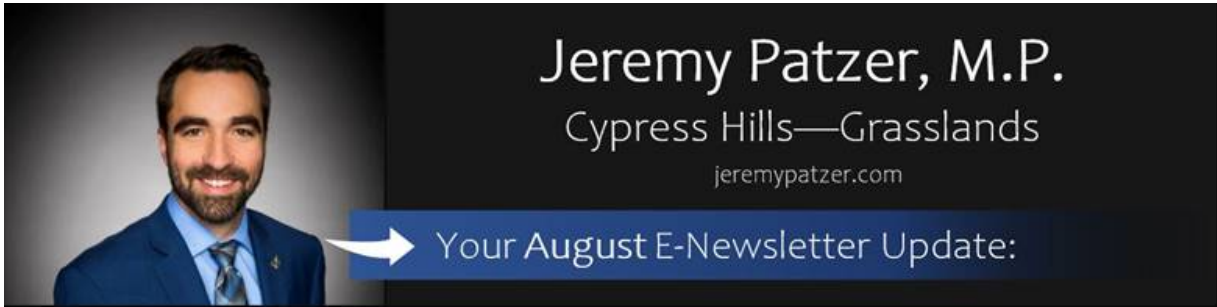 Jeremy Patzer, M.P.
Cypress Hills—Grasslands
jeremypatzer.com
Your August E-Newsletter Update: